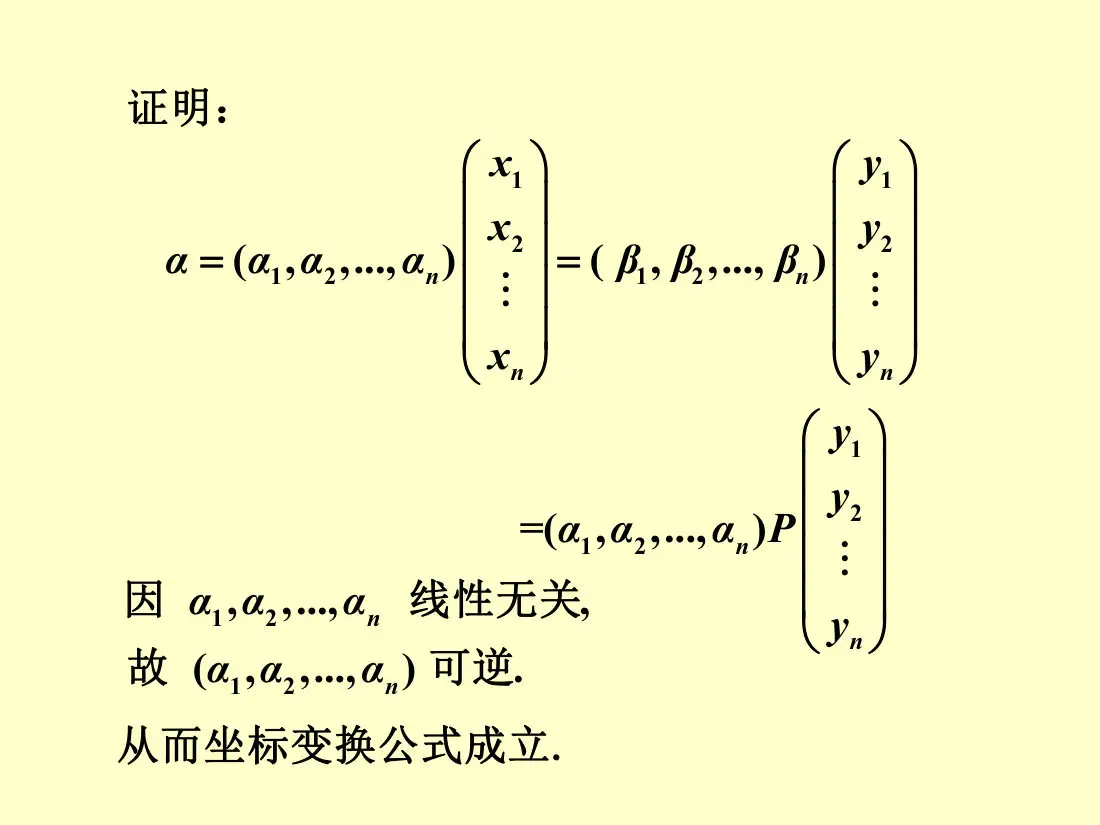 证明：
α = (α₁,α₂,...,αₙ) (x₁ x₂ ⋮ xₙ) = ( β₁, β₂,..., βₙ) (y₁ y₂ ⋮ yₙ)
=(α₁,α₂,...,αₙ)P (y₁ y₂ ⋮ yₙ)
因 α₁,α₂,...,αₙ 线性无关,
故 (α₁,α₂,...,αₙ) 可逆.
从而坐标变换公式成立.